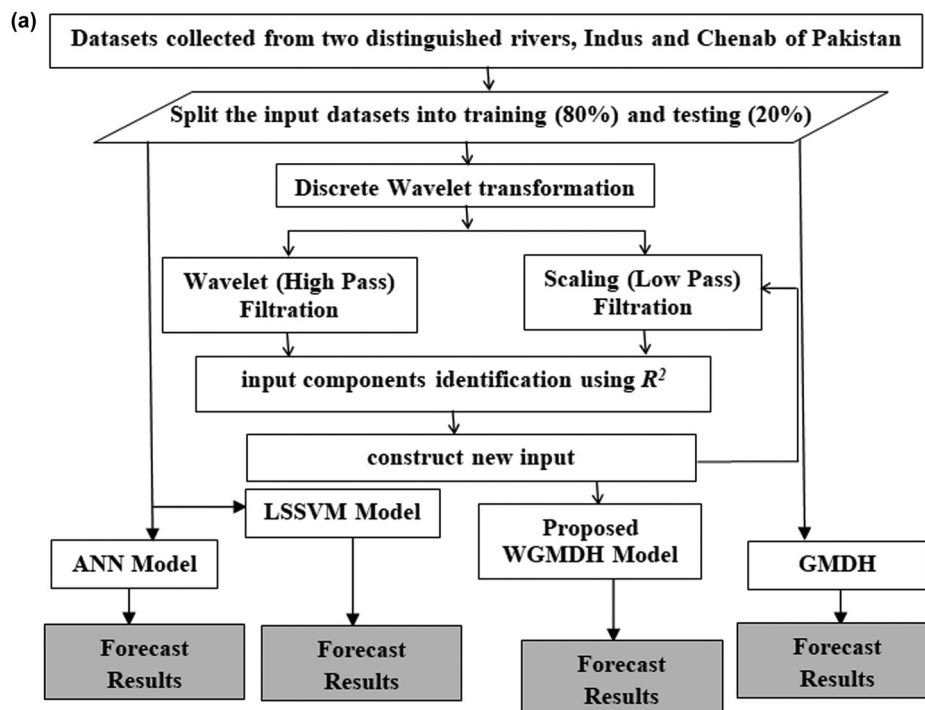 (a)
Datasets collected from two distinguished rivers, Indus and Chenab of Pakistan
Split the input datasets into training (80%) and testing (20%)
Discrete Wavelet transformation
Wavelet (High Pass)
Filtration
Scaling (Low Pass)
Filtration
input components identification using R²
construct new input
LSSVM Model
Proposed
WGMDH Model
ANN Model
GMDH
Forecast
Results
Forecast
Results
Forecast
Results
Forecast
Results